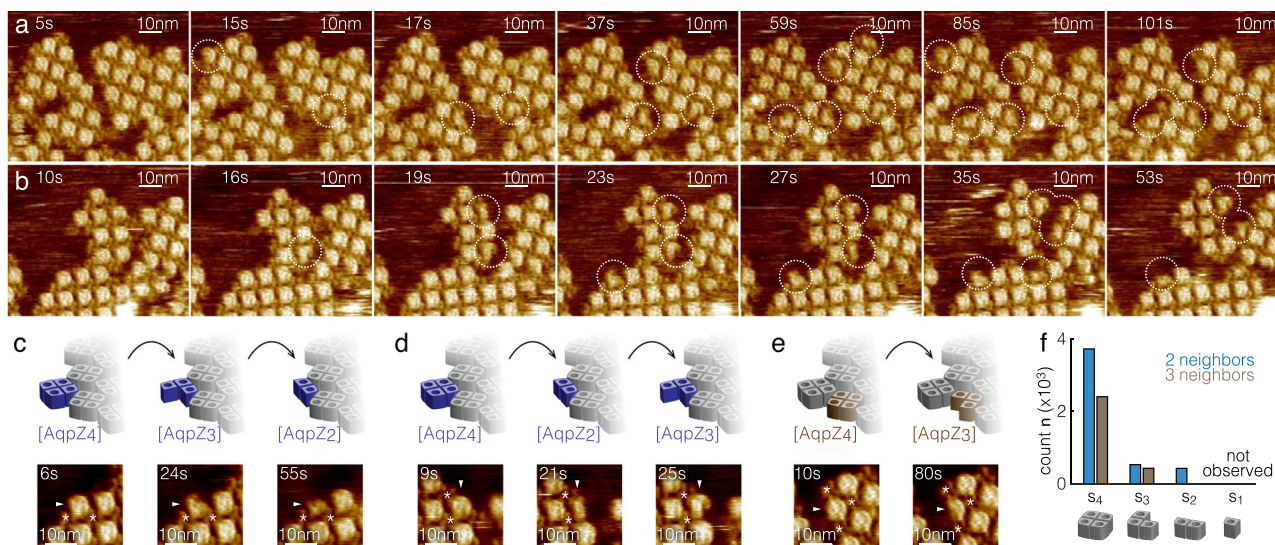 a 5s 10nm 15s 10nm 17s 10nm 37s 10nm 59s 10nm 85s 10nm 101s 10nm
b 10s 10nm 16s 10nm 19s 10nm 23s 10nm 27s 10nm 35s 10nm 53s 10nm
c d e f
[AqpZ4] [AqpZ3] [AqpZ2] [AqpZ4] [AqpZ2] [AqpZ3] [AqpZ4] [AqpZ3]
6s 24s 55s 9s 21s 25s 10s 80s
* * * * * * * * * * * * * * * *
10nm 10nm 10nm 10nm 10nm 10nm 10nm 10nm
count n (x10³)
4
2
0
2 neighbors
3 neighbors
not
observed
s₄ s₃ s₂ s₁